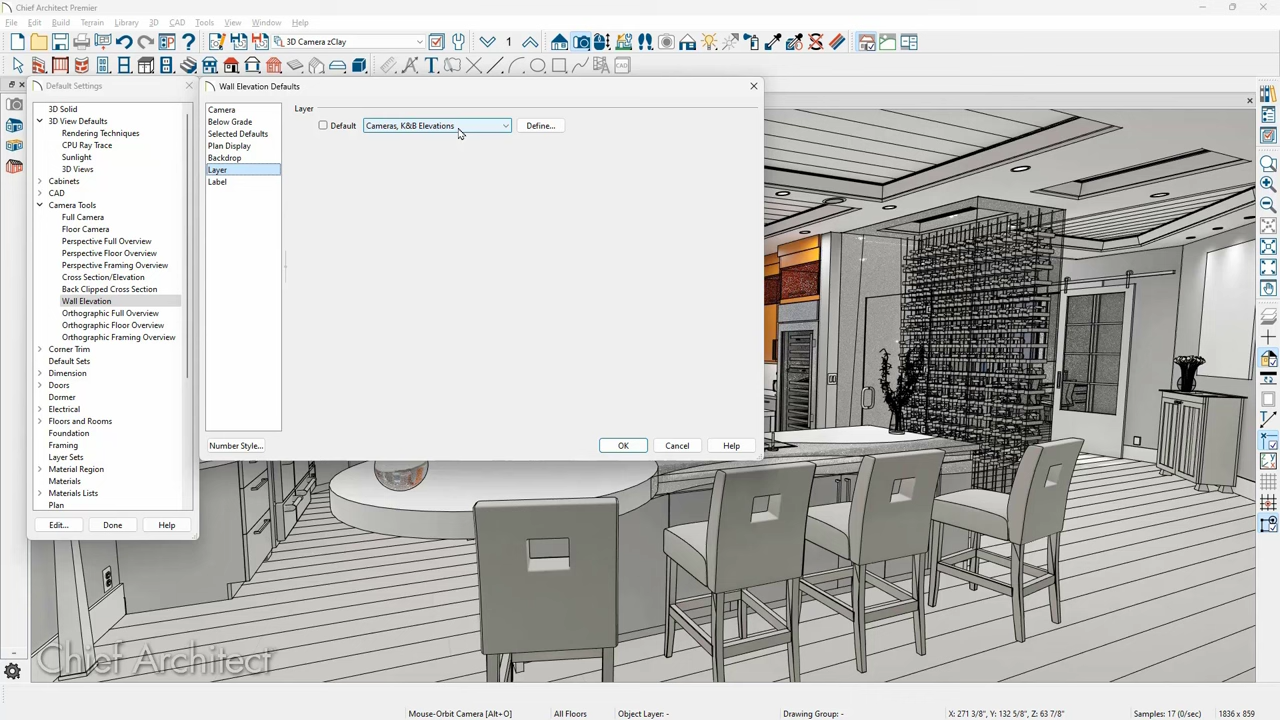 Chief Architect Premier
File Edit Build Terrain Library 3D CAD Tools View Window Help
3D Camera zClay
1
Default Settings
3D Solid
3D View Defaults
Rendering Techniques
CPU Ray Trace
Sunlight
3D Views
Cabinets
CAD
Camera Tools
Full Camera
Floor Camera
Perspective Full Overview
Perspective Floor Overview
Perspective Framing Overview
Cross Section/Elevation
Back Clipped Cross Section
Wall Elevation
Orthographic Full Overview
Orthographic Floor Overview
Orthographic Framing Overview
Corner Trim
Default Sets
Dimension
Doors
Dormer
Electrical
Floors and Rooms
Foundation
Framing
Layer Sets
Material Region
Materials
Materials Lists
Plan
Edit... Done Help
Wall Elevation Defaults
Camera
Below Grade
Selected Defaults
Plan Display
Backdrop
Layer
Label
Layer
Default Cameras, K&B Elevations Define...
Number Style... OK Cancel Help
Chief Architect
Mouse-Orbit Camera [Alt+O] All Floors Object Layer: - Drawing Group: - X: 271 3/8", Y: 132 5/8", Z: 63 7/8" Samples: 17 (0/sec) 1836 x 859